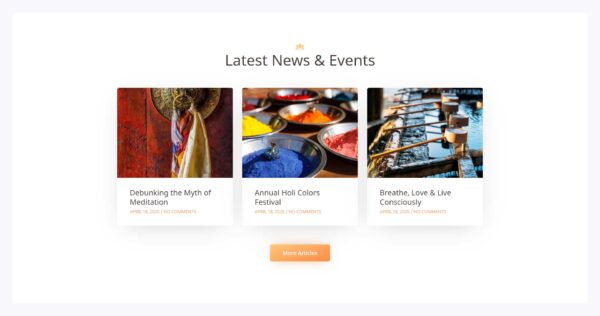 Latest News & Events
Debunking the Myth of
Meditation
APRIL 18, 2020 | NO COMMENTS
Annual Holi Colors
Festival
APRIL 18, 2020 | NO COMMENTS
Breathe, Love & Live
Consciously
APRIL 18, 2020 | NO COMMENTS
More Articles